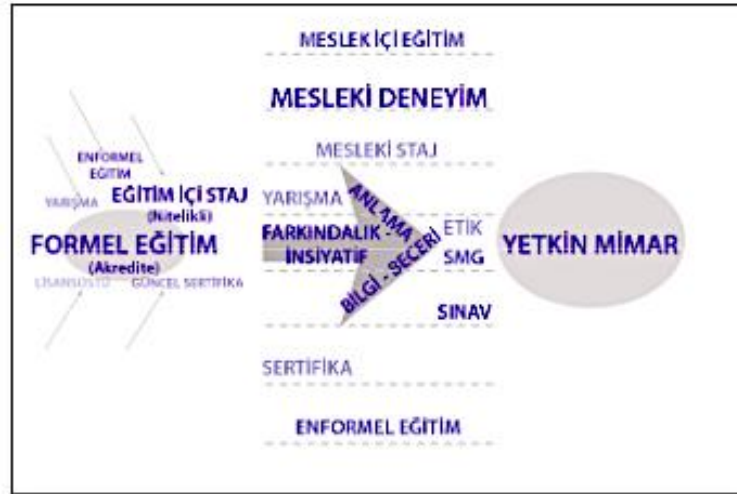 MESLEK İÇİ EĞİTİM
MESLEKİ DENEYİM
MESLEKİ STAJ
ENFORMEL
EĞİTİM
YARIŞMA
EĞİTİM İÇİ STAJ
(Nitelikli)
FORMEL EĞİTİM
(Akredite)
LİSANSÜSTÜ
GÜNCEL SERTİFİKA
YARIŞMA
FARKINDALIK
İNSİYATİF
ANLAMA
BİLGİ - BECERİ
ETİK
SMG
SINAV
YETKİN MİMAR
SERTİFİKA
ENFORMEL EĞİTİM